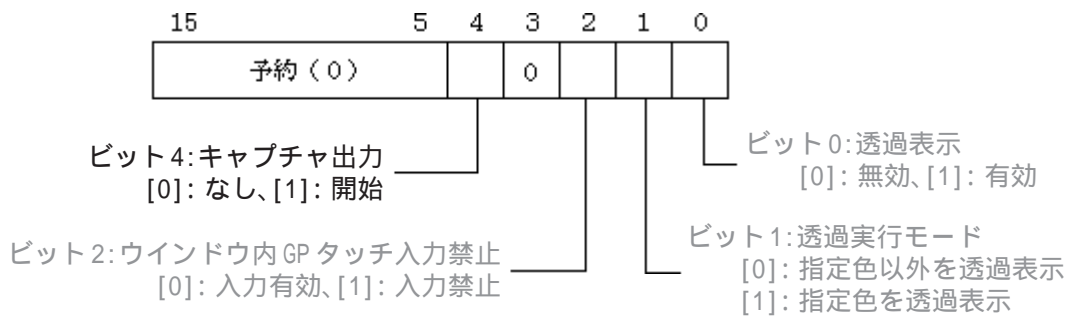 15 5 4 3 2 1 0
予約(0) 0
ビット4:キャプチャ出力
[0]:なし、[1]:開始
ビット0:透過表示
[0]:無効、[1]:有効
ビット2:ウインドウ内GPタッチ入力禁止
[0]:入力有効、[1]:入力禁止
ビット1:透過実行モード
[0]:指定色以外を透過表示
[1]:指定色を透過表示